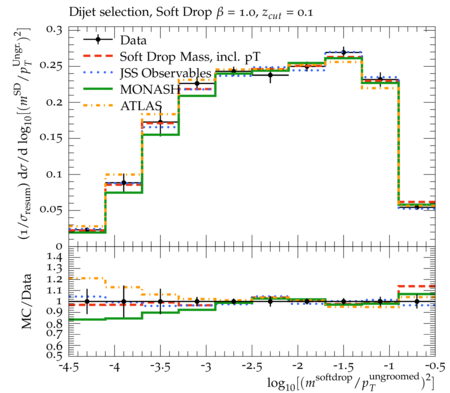 Dijet selection, Soft Drop β = 1.0, z_cut = 0.1
(1/σ_resum) dσ/d log₁₀[(m^SD/p_T^Ungr.)²]
0.3
0.25
0.2
0.15
0.1
0.05
0
Data
Soft Drop Mass, incl. pT
JSS Observables
MONASH
ATLAS
MC/Data
1.4
1.3
1.2
1.1
1.0
0.9
0.8
0.7
0.6
0.5
-4.5 -4 -3.5 -3 -2.5 -2 -1.5 -1 -0.5
log₁₀[(m^softdrop/p_T^ungroomed)²]